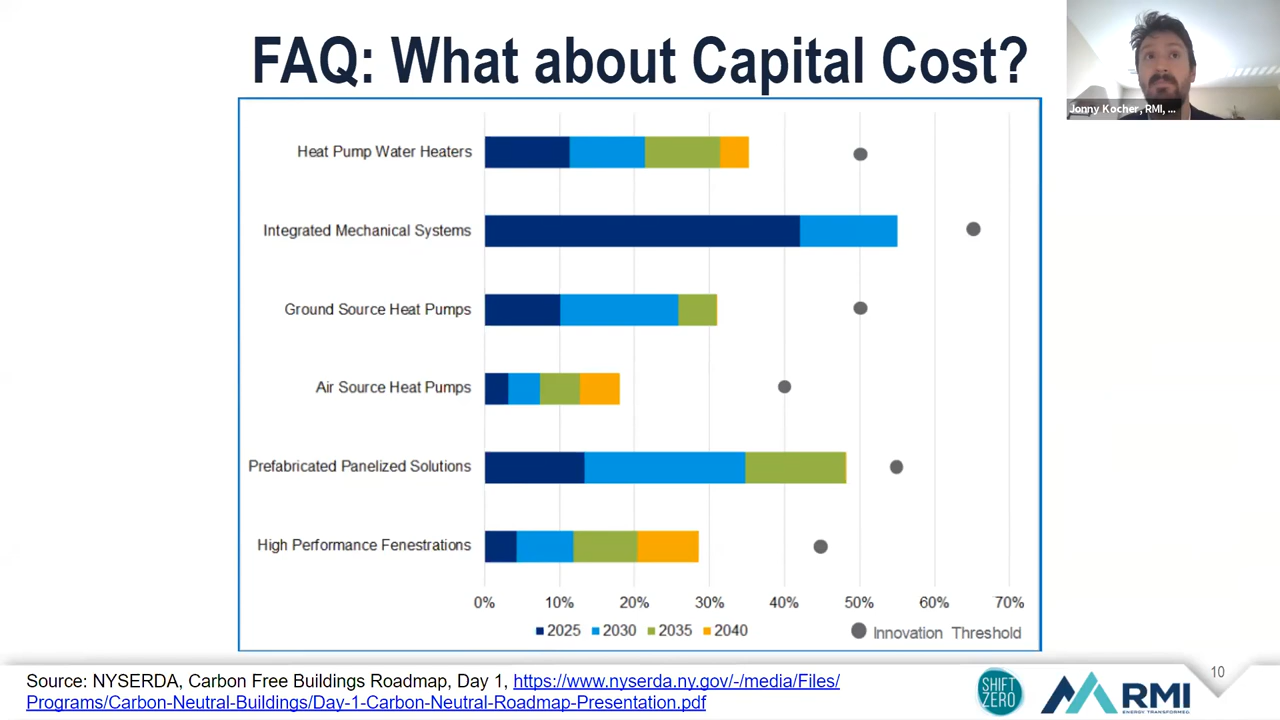 FAQ: What about Capital Cost?
Jonny Kocher, RMI, ...
Heat Pump Water Heaters
Integrated Mechanical Systems
Ground Source Heat Pumps
Air Source Heat Pumps
Prefabricated Panelized Solutions
High Performance Fenestrations
0% 10% 20% 30% 40% 50% 60% 70%
2025 2030 2035 2040 Innovation Threshold
Source: NYSERDA, Carbon Free Buildings Roadmap, Day 1, https://www.nyserda.ny.gov/-/media/Files/
Programs/Carbon-Neutral-Buildings/Day-1-Carbon-Neutral-Roadmap-Presentation.pdf
10
SHIFT
ZERO
RMI
ENERGY TRANSFORMED